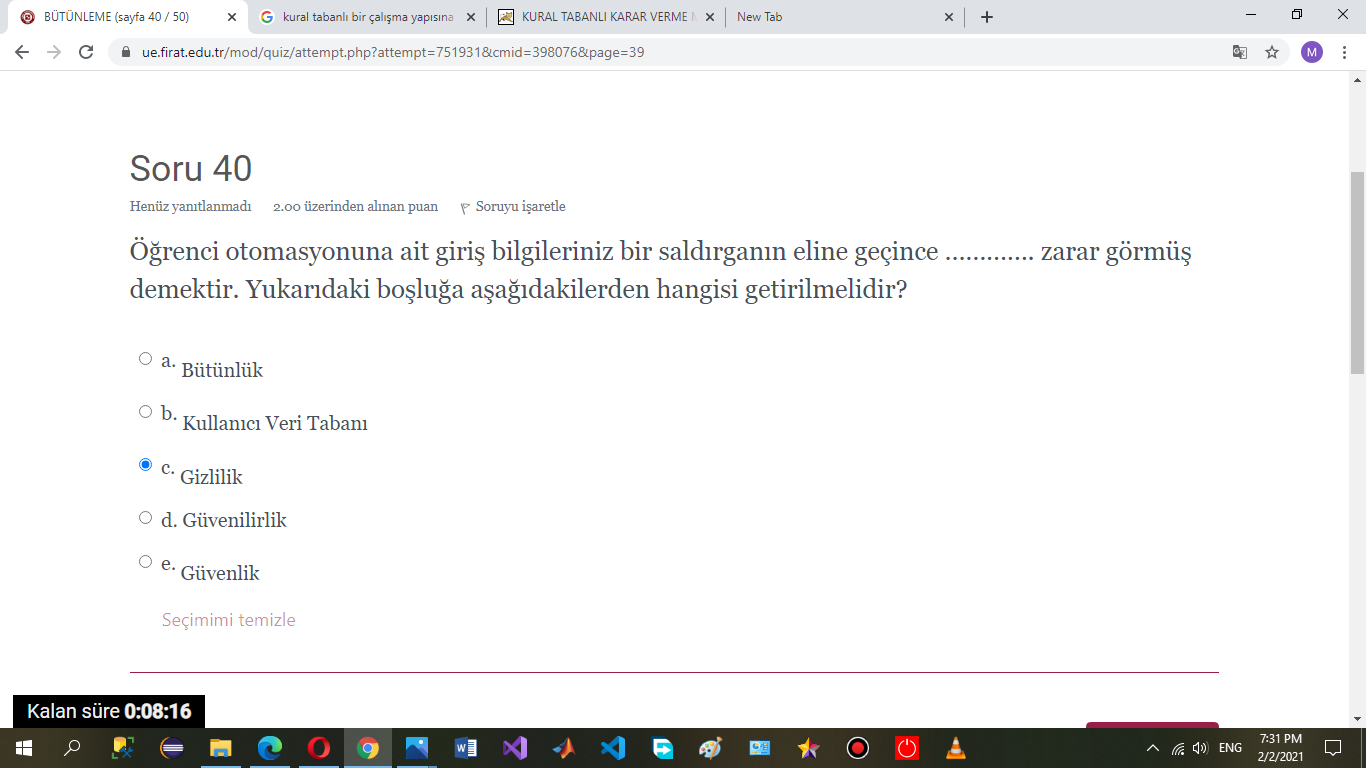 BÜTÜNLEME (sayfa 40 / 50)
kural tabanlı bir çalışma yapısına
KURAL TABANLI KARAR VERME
New Tab
ue.firat.edu.tr/mod/quiz/attempt.php?attempt=751931&cmid=398076&page=39
M
Soru 40
Henüz yanıtlanmadı 2.00 üzerinden alınan puan Soruyu işaretle
Öğrenci otomasyonuna ait giriş bilgileriniz bir saldırganın eline geçince ............. zarar görmüş
demektir. Yukarıdaki boşluğa aşağıdakilerden hangisi getirilmelidir?
a. Bütünlük
b. Kullanıcı Veri Tabanı
c. Gizlilik
d. Güvenilirlik
e. Güvenlik
Seçimimi temizle
Kalan süre 0:08:16
ENG
7:31 PM
2/2/2021